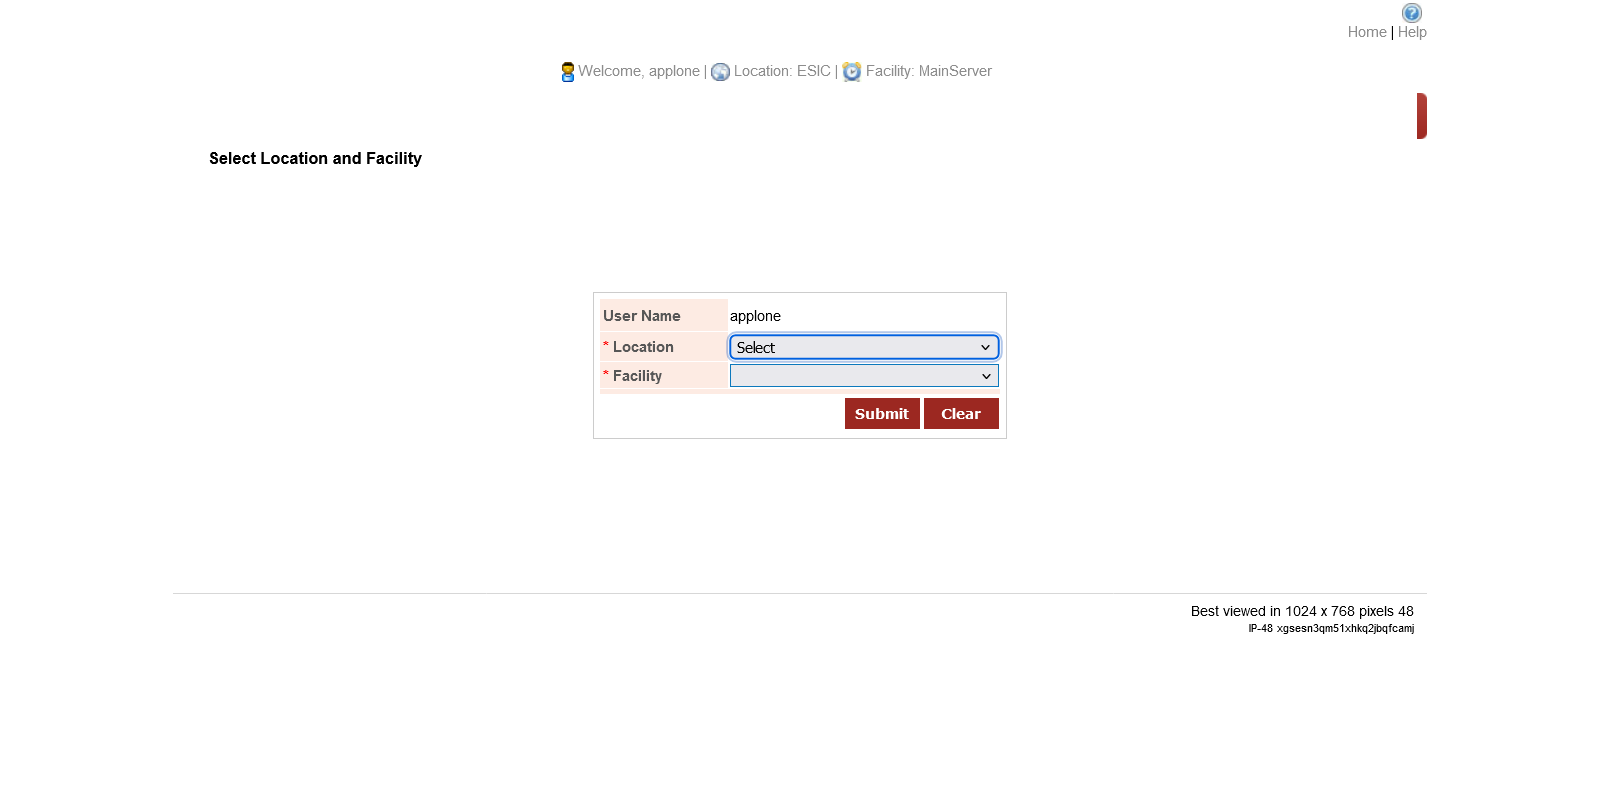 Home | Help
Welcome, applone | Location: ESIC | Facility: MainServer
Select Location and Facility
User Name applone
* Location Select
* Facility
Submit Clear
Best viewed in 1024 x 768 pixels 48
IP-48 xgsesn3qm51xhkq2jbqfcamj